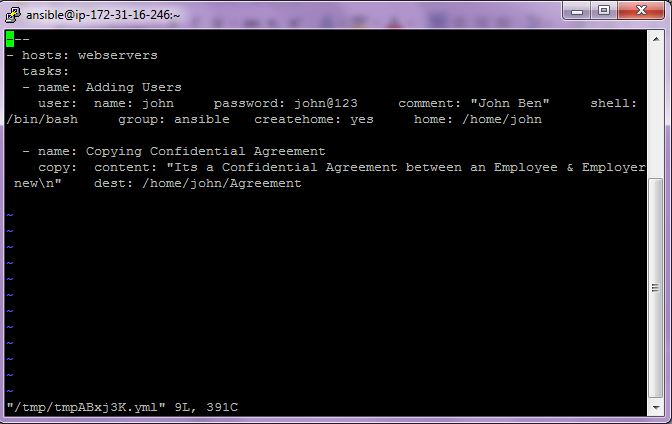 ansible@ip-172-31-16-246:~
---
- hosts: webservers
  tasks:
  - name: Adding Users
    user:  name: john     password: john@123     comment: "John Ben"     shell:
/bin/bash     group: ansible   createhome: yes     home: /home/john

  - name: Copying Confidential Agreement
    copy:  content: "Its a Confidential Agreement between an Employee & Employer
 new\n"    dest: /home/john/Agreement

~
~
~
~
~
~
~
~
~
~
~
~
"/tmp/tmpABxj3K.yml" 9L, 391C